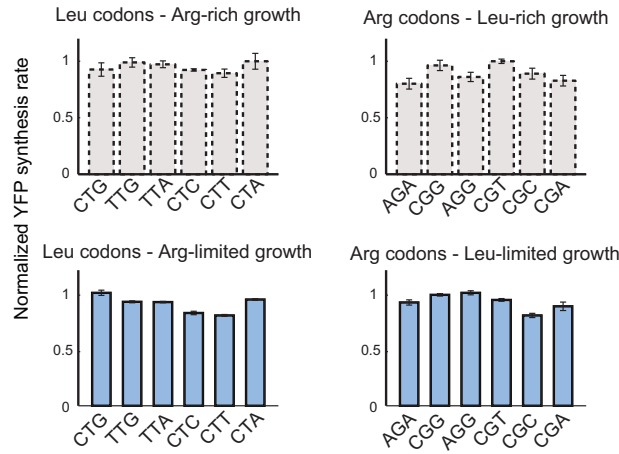 Normalized YFP synthesis rate
Leu codons - Arg-rich growth
1
0.5
0
CTG TTG TTA CTC CTT CTA
Arg codons - Leu-rich growth
1
0.5
0
AGA CGG AGG CGT CGC CGA
Leu codons - Arg-limited growth
1
0.5
0
CTG TTG TTA CTC CTT CTA
Arg codons - Leu-limited growth
1
0.5
0
AGA CGG AGG CGT CGC CGA